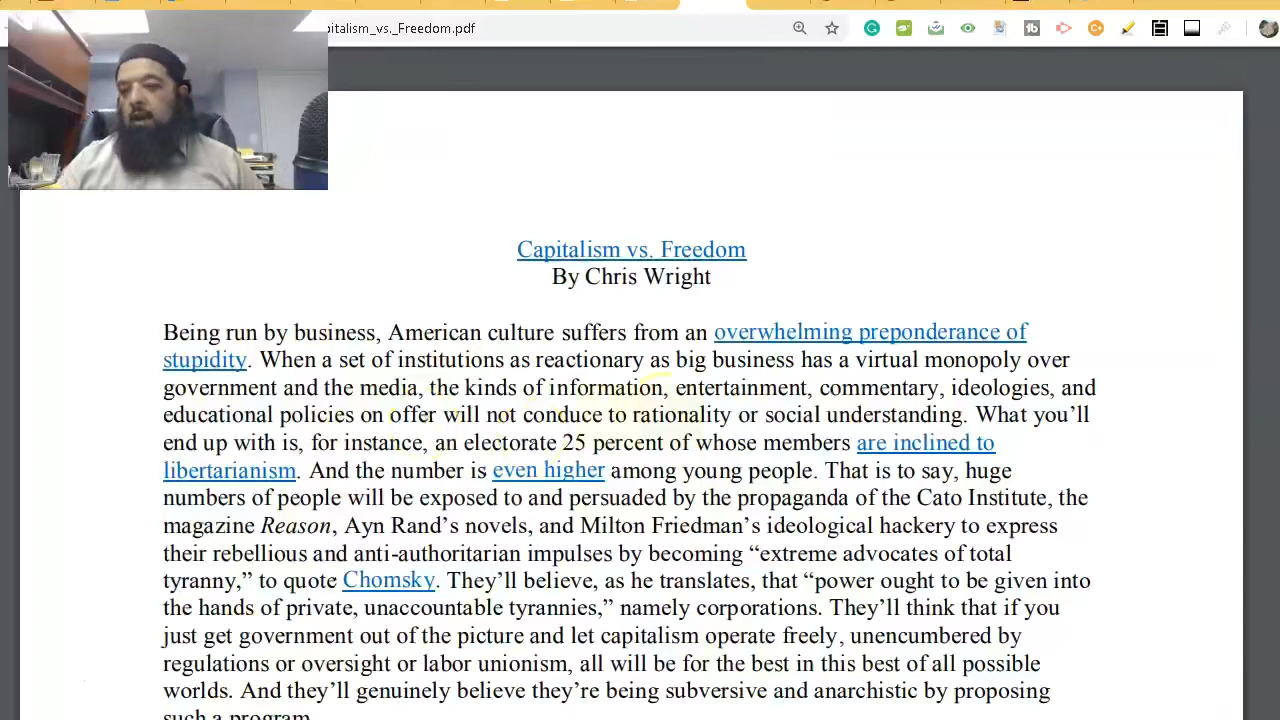 pitalism_vs._Freedom.pdf
Capitalism vs. Freedom
By Chris Wright
Being run by business, American culture suffers from an overwhelming preponderance of
stupidity. When a set of institutions as reactionary as big business has a virtual monopoly over
government and the media, the kinds of information, entertainment, commentary, ideologies, and
educational policies on offer will not conduce to rationality or social understanding. What you’ll
end up with is, for instance, an electorate 25 percent of whose members are inclined to
libertarianism. And the number is even higher among young people. That is to say, huge
numbers of people will be exposed to and persuaded by the propaganda of the Cato Institute, the
magazine Reason, Ayn Rand’s novels, and Milton Friedman’s ideological hackery to express
their rebellious and anti-authoritarian impulses by becoming “extreme advocates of total
tyranny,” to quote Chomsky. They’ll believe, as he translates, that “power ought to be given into
the hands of private, unaccountable tyrannies,” namely corporations. They’ll think that if you
just get government out of the picture and let capitalism operate freely, unencumbered by
regulations or oversight or labor unionism, all will be for the best in this best of all possible
worlds. And they’ll genuinely believe they’re being subversive and anarchistic by proposing
such a program.